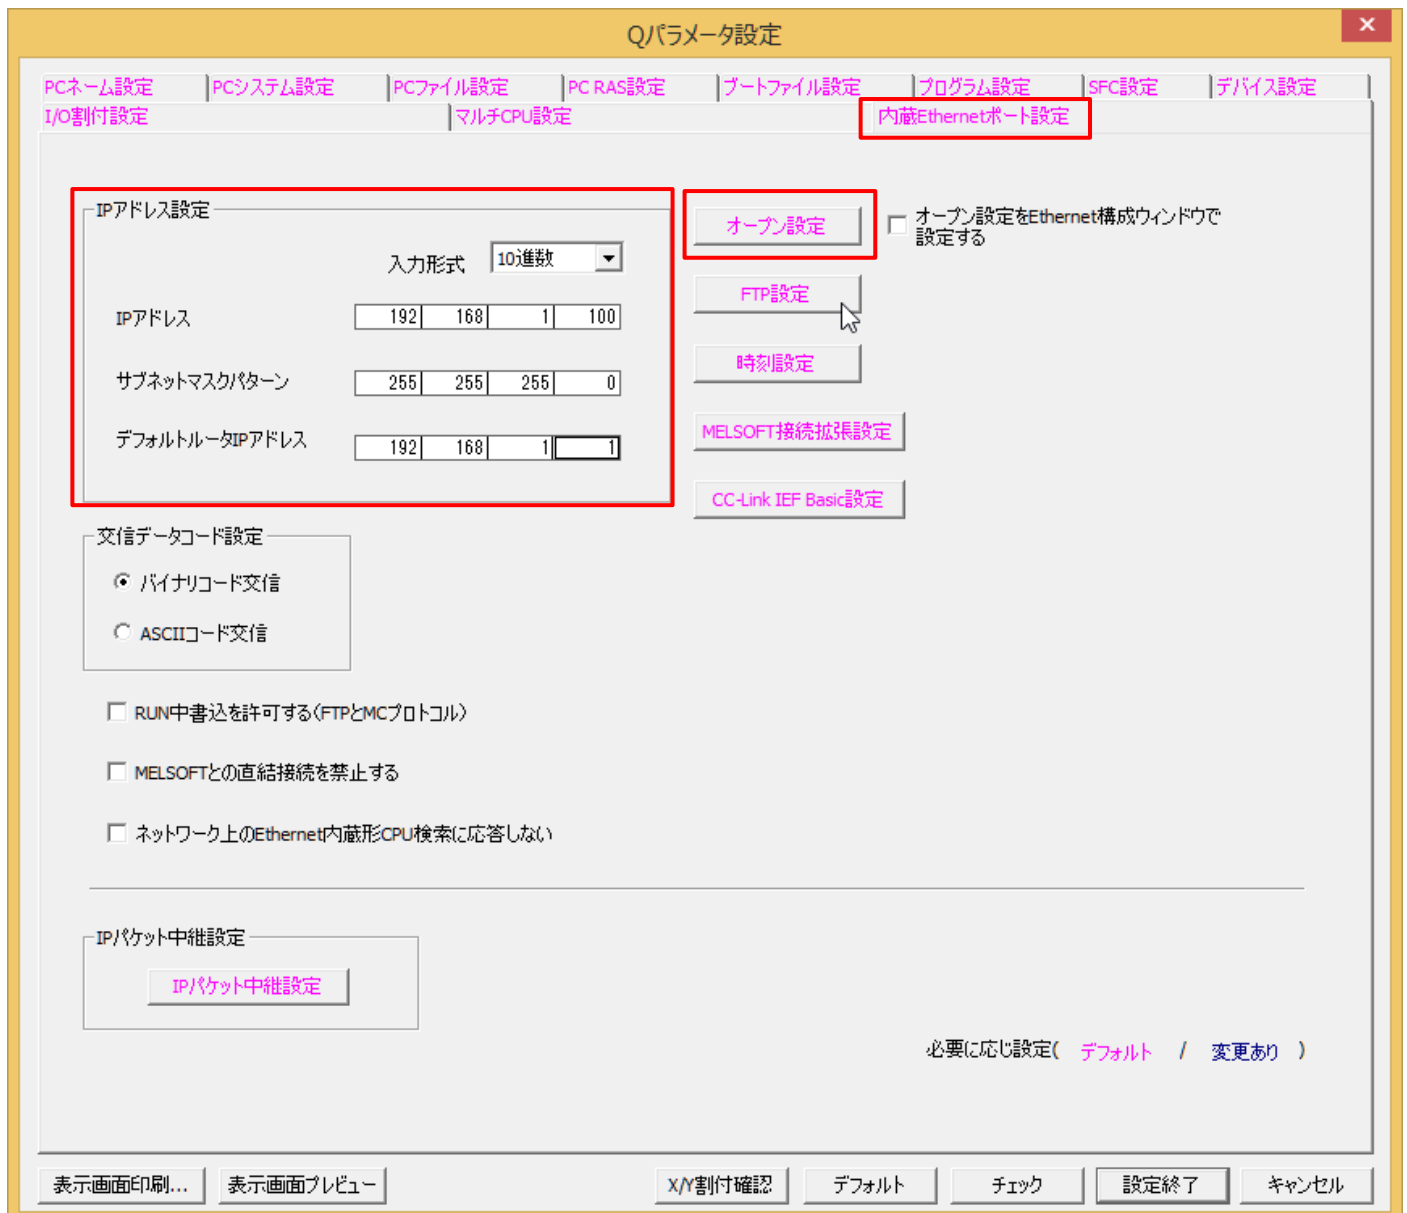 Qパラメータ設定
PCネーム設定 PCシステム設定 PCファイル設定 PC RAS設定 ブートファイル設定 プログラム設定 SFC設定 デバイス設定
I/O割付設定 マルチCPU設定 内蔵Ethernetポート設定
IPアドレス設定
入力形式 10進数
IPアドレス 192 168 1 100
サブネットマスクパターン 255 255 255 0
デフォルトルータIPアドレス 192 168 1 1
オープン設定
オープン設定をEthernet構成ウィンドウで
設定する
FTP設定
時刻設定
MELSOFT接続拡張設定
CC-Link IEF Basic設定
交信データコード設定
バイナリコード交信
ASCIIコード交信
RUN中書込を許可する(FTPとMCプロトコル)
MELSOFTとの直結接続を禁止する
ネットワーク上のEthernet内蔵形CPU検索に応答しない
IPパケット中継設定
IPパケット中継設定
必要に応じ設定( デフォルト / 変更あり )
表示画面印刷... 表示画面プレビュー X/Y割付確認 デフォルト チェック 設定終了 キャンセル